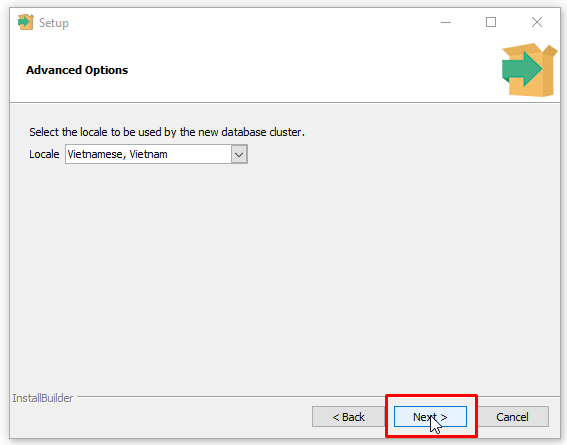 Setup
Advanced Options
Select the locale to be used by the new database cluster.
Locale Vietnamese, Vietnam
InstallBuilder
< Back Next > Cancel